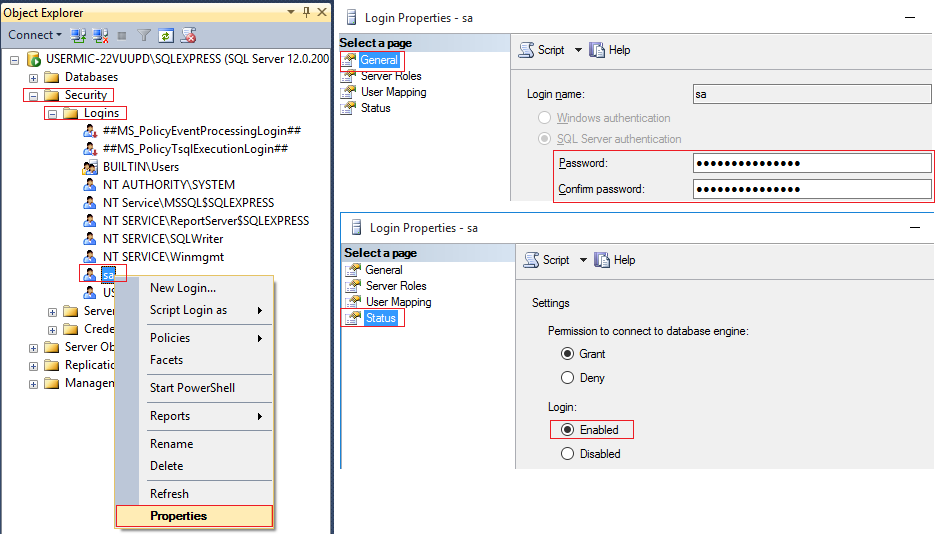 Object Explorer
Connect
USERMIC-22VUUPD\SQLEXPRESS (SQL Server 12.0.200
Databases
Security
Logins
##MS_PolicyEventProcessingLogin##
##MS_PolicyTsqlExecutionLogin##
BUILTIN\Users
NT AUTHORITY\SYSTEM
NT Service\MSSQL$SQLEXPRESS
NT SERVICE\ReportServer$SQLEXPRESS
NT SERVICE\SQLWriter
NT SERVICE\Winmgmt
sa
US
Server
Crede
Server Ob
Replicatio
Managem
New Login...
Script Login as
Policies
Facets
Start PowerShell
Reports
Rename
Delete
Refresh
Properties
Login Properties - sa
Select a page
General
Server Roles
User Mapping
Status
Script Help
Login name: sa
Windows authentication
SQL Server authentication
Password: ●●●●●●●●●●●●●●●
Confirm password: ●●●●●●●●●●●●●●●
Login Properties - sa
Select a page
General
Server Roles
User Mapping
Status
Script Help
Settings
Permission to connect to database engine:
Grant
Deny
Login:
Enabled
Disabled